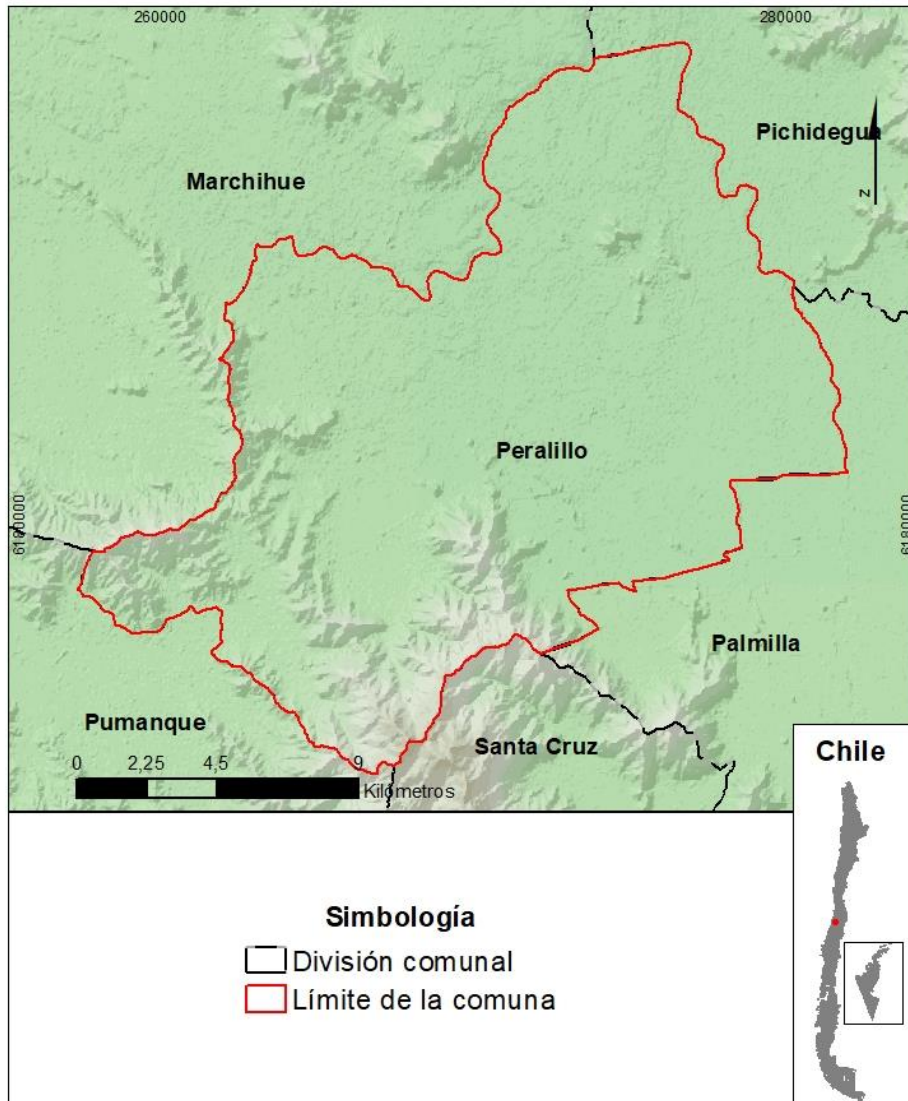 260000
280000
Pichidegua
Marchihue
N
Peralillo
6180000
6180000
Palmilla
Pumanque
Santa Cruz
0 2,25 4,5 9
Kilómetros
Chile
Simbología
División comunal
Límite de la comuna